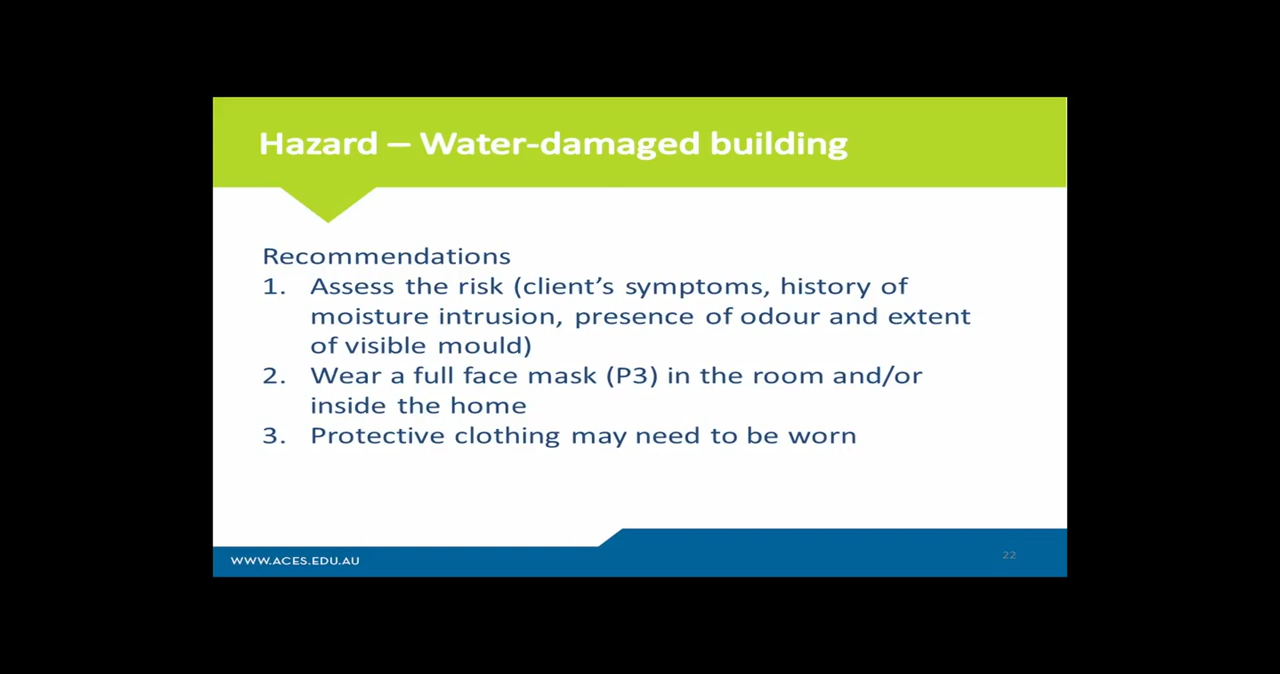 Hazard – Water-damaged building
Recommendations
1. Assess the risk (client’s symptoms, history of
moisture intrusion, presence of odour and extent
of visible mould)
2. Wear a full face mask (P3) in the room and/or
inside the home
3. Protective clothing may need to be worn
WWW.ACES.EDU.AU
22